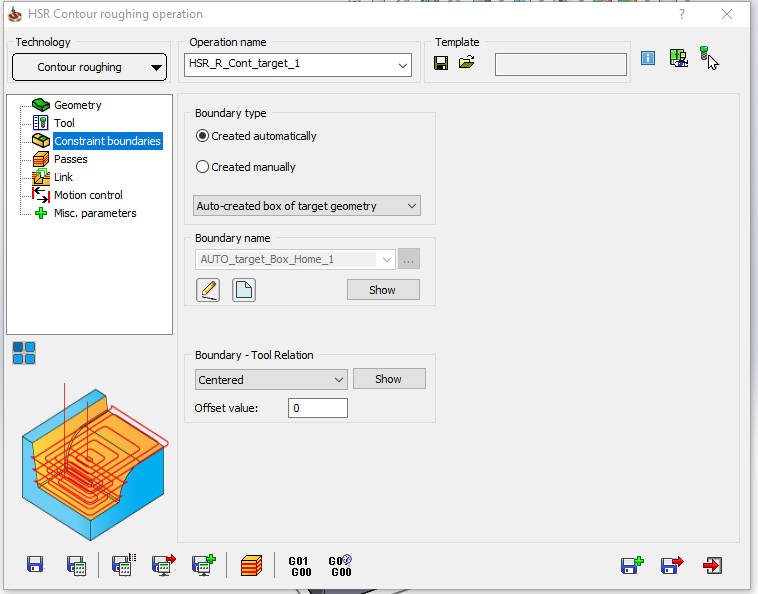 HSR Contour roughing operation
?
Technology
Operation name
Template
Contour roughing
HSR_R_Cont_target_1
Geometry
Tool
Constraint boundaries
Passes
Link
Motion control
Misc. parameters
Boundary type
Created automatically
Created manually
Auto-created box of target geometry
Boundary name
AUTO_target_Box_Home_1
...
Show
Boundary - Tool Relation
Centered
Show
Offset value:
0
G01
G00
G0
G00